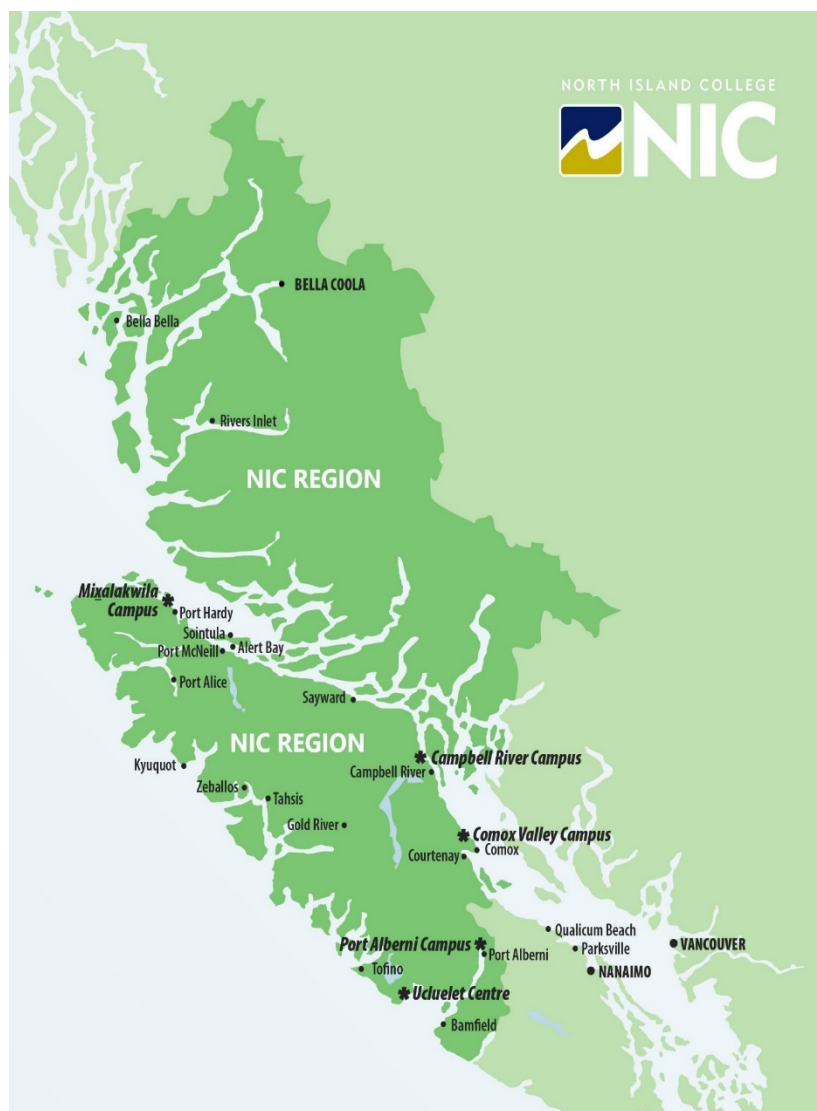 NORTH ISLAND COLLEGE
NIC
BELLA COOLA
Bella Bella
Rivers Inlet
NIC REGION
Mix̱alakwila
Campus
Port Hardy
Sointula
Port McNeill
Alert Bay
Port Alice
Sayward
NIC REGION
Campbell River Campus
Kyuquot
Campbell River
Zeballos
Tahsis
Gold River
Comox Valley Campus
Comox
Courtenay
Qualicum Beach
Port Alberni Campus
VANCOUVER
Parksville
Port Alberni
Tofino
NANAIMO
Ucluelet Centre
Bamfield